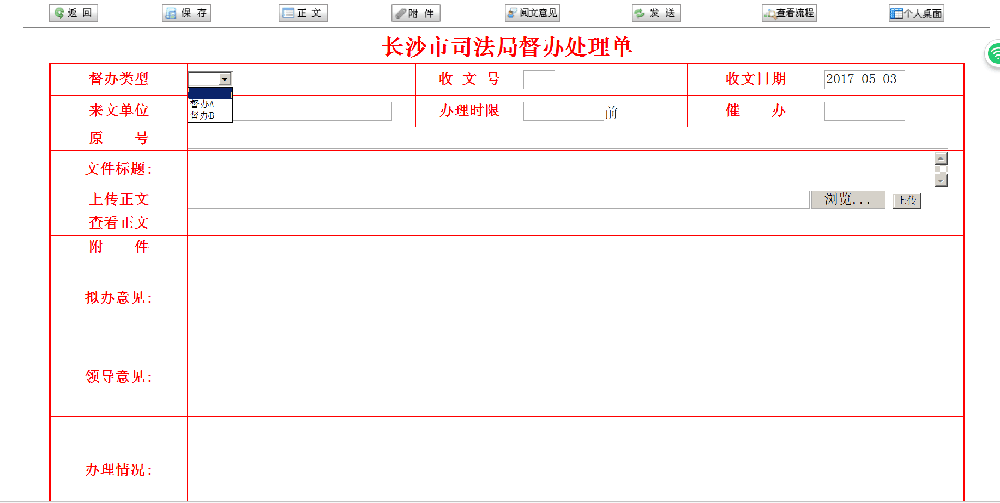 返 回 保 存 正 文 附 件 阅文意见 发 送 查看流程 个人桌面
长沙市司法局督办处理单
督办类型 收 文 号 收文日期 2017-05-03
督办A
督办B
来文单位 办理时限 前 催 办
原 号
文件标题:
上传正文 浏览... 上传
查看正文
附 件
拟办意见:
领导意见:
办理情况: